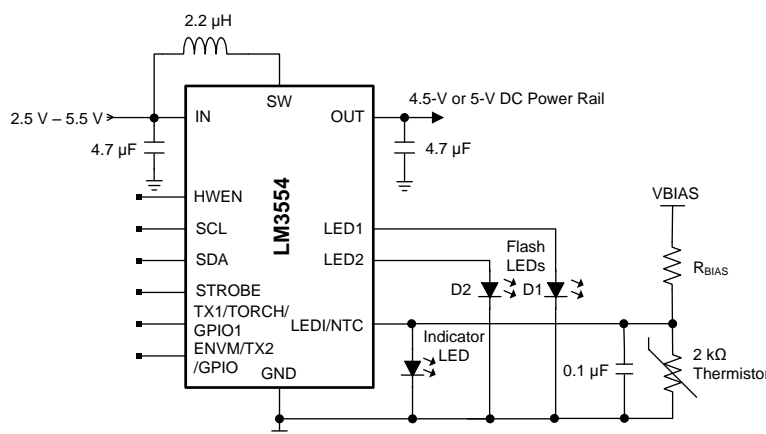 2.2 µH
SW
4.5-V or 5-V DC Power Rail
2.5 V – 5.5 V
IN
OUT
4.7 µF
4.7 µF
LM3554
HWEN
VBIAS
SCL
LED1
Flash
LEDs
SDA
LED2
RBIAS
STROBE
D2
D1
TX1/TORCH/
GPIO1
LEDI/NTC
Indicator
LED
ENVM/TX2
/GPIO
0.1 µF
2 kΩ
Thermistor
GND